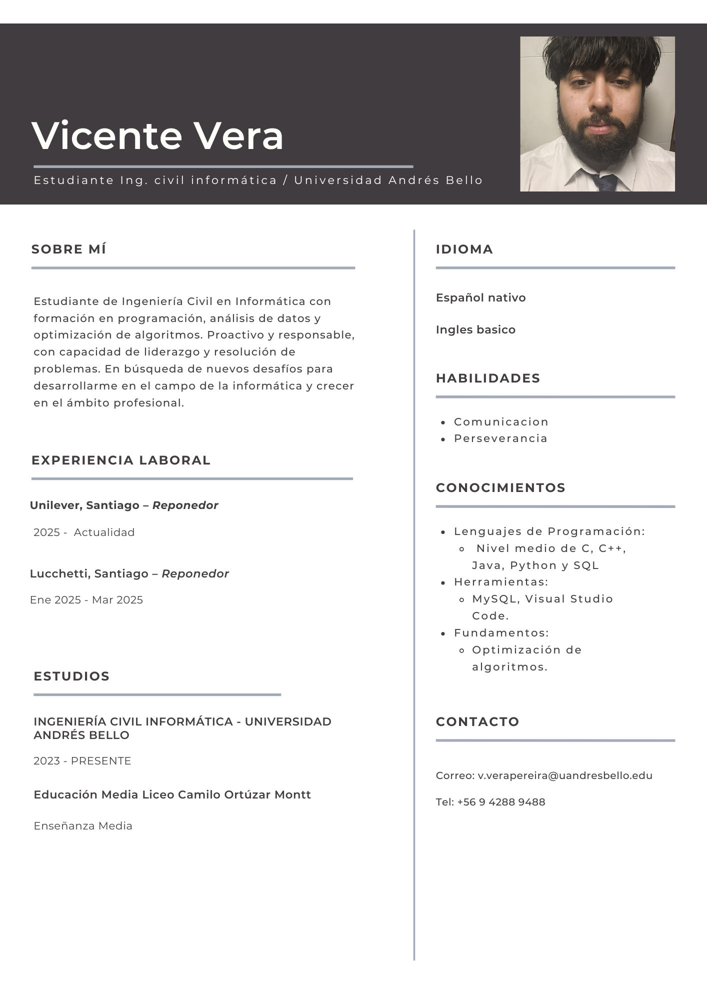 Vicente Vera
Estudiante Ing. civil informática / Universidad Andrés Bello
SOBRE MÍ
Estudiante de Ingeniería Civil en Informática con
formación en programación, análisis de datos y
optimización de algoritmos. Proactivo y responsable,
con capacidad de liderazgo y resolución de
problemas. En búsqueda de nuevos desafíos para
desarrollarme en el campo de la informática y crecer
en el ámbito profesional.
EXPERIENCIA LABORAL
Unilever, Santiago – Reponedor
2025 -  Actualidad
Lucchetti, Santiago – Reponedor
Ene 2025 - Mar 2025
ESTUDIOS
INGENIERÍA CIVIL INFORMÁTICA - UNIVERSIDAD
ANDRÉS BELLO
2023 - PRESENTE
Educación Media Liceo Camilo Ortúzar Montt
Enseñanza Media
IDIOMA
Español nativo
Ingles basico
HABILIDADES
• Comunicacion
• Perseverancia
CONOCIMIENTOS
• Lenguajes de Programación:
◦ Nivel medio de C, C++,
Java, Python y SQL
• Herramientas:
◦ MySQL, Visual Studio
Code.
• Fundamentos:
◦ Optimización de
algoritmos.
CONTACTO
Correo: v.verapereira@uandresbello.edu
Tel: +56 9 4288 9488